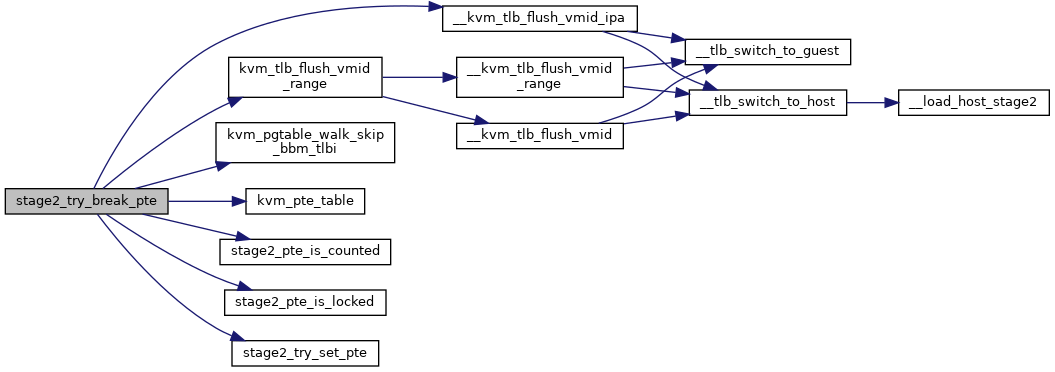 __kvm_tlb_flush_vmid_ipa
__tlb_switch_to_guest
kvm_tlb_flush_vmid
_range
__kvm_tlb_flush_vmid
_range
__tlb_switch_to_host
__load_host_stage2
__kvm_tlb_flush_vmid
kvm_pgtable_walk_skip
_bbm_tlbi
stage2_try_break_pte
kvm_pte_table
stage2_pte_is_counted
stage2_pte_is_locked
stage2_try_set_pte